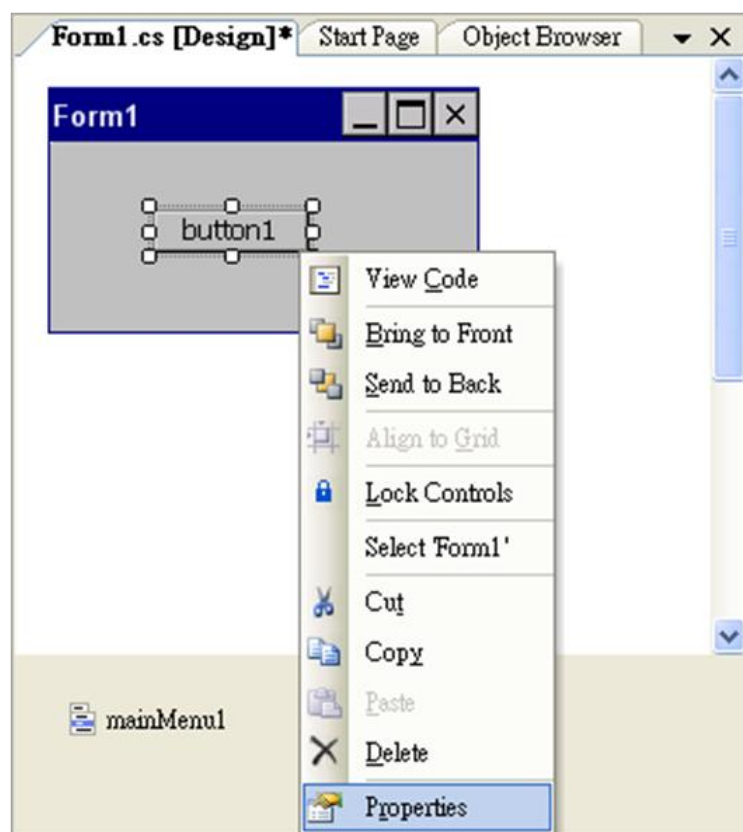 Form1.cs [Design]* Start Page Object Browser
Form1
button1
View Code
Bring to Front
Send to Back
Align to Grid
Lock Controls
Select 'Form1'
Cut
Copy
Paste
Delete
Properties
mainMenu1